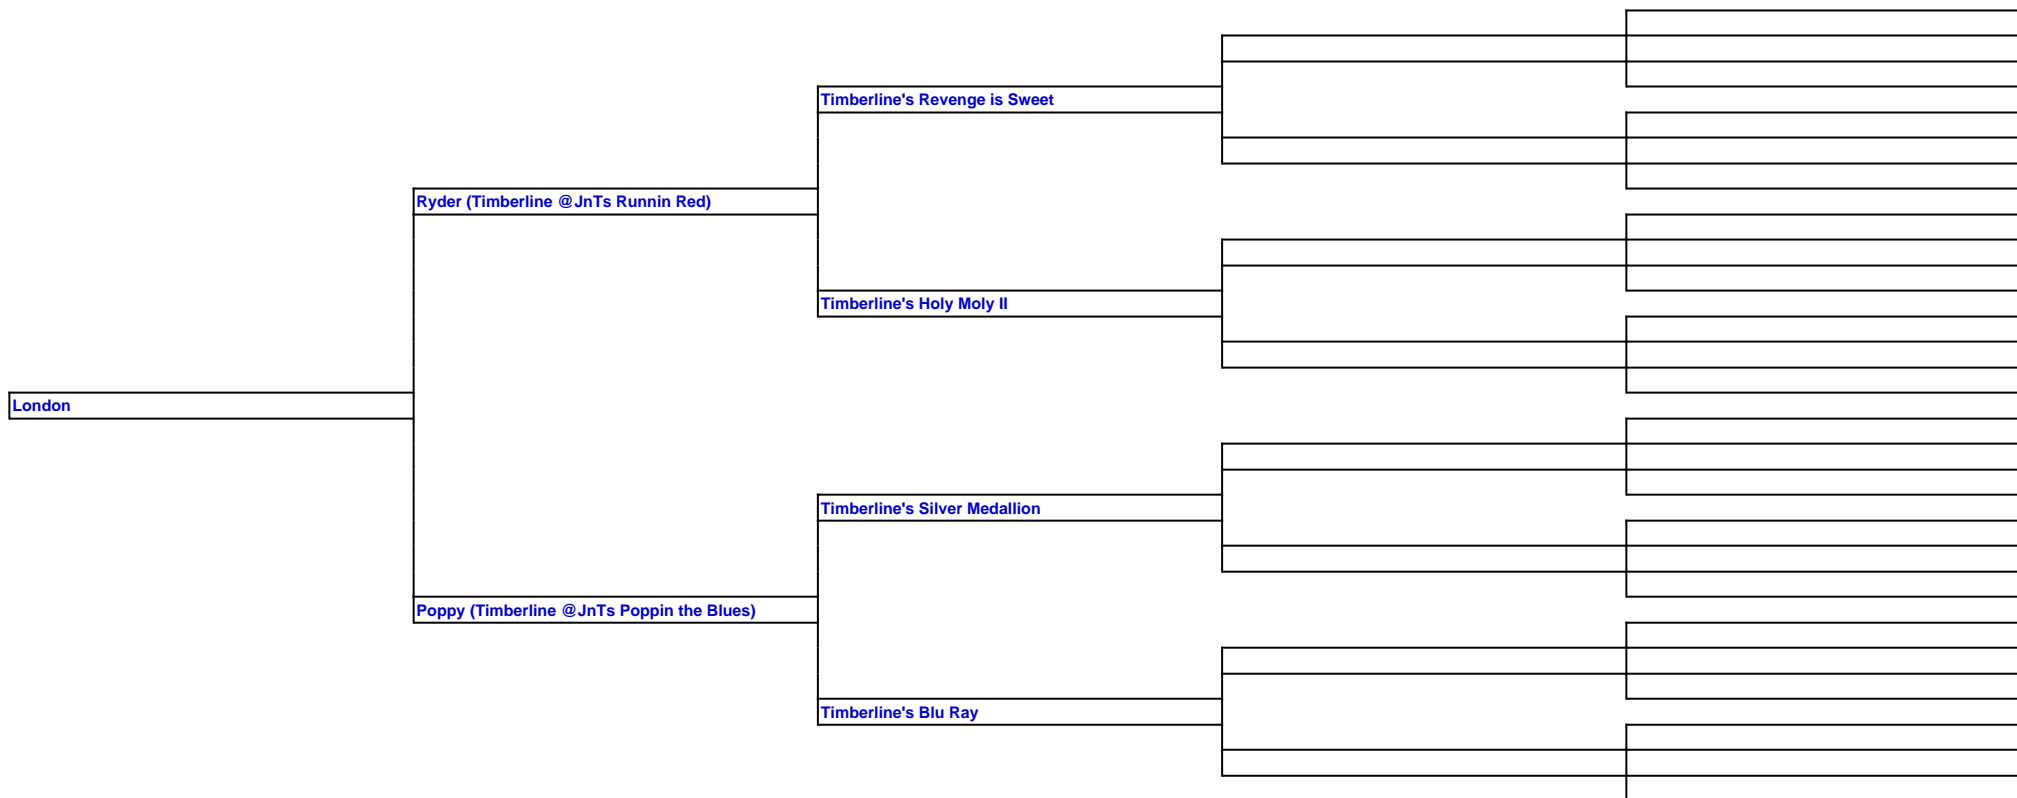 Timberline's Revenge is Sweet
Ryder (Timberline @JnTs Runnin Red)
Timberline's Holy Moly II
London
Timberline's Silver Medallion
Poppy (Timberline @JnTs Poppin the Blues)
Timberline's Blu Ray